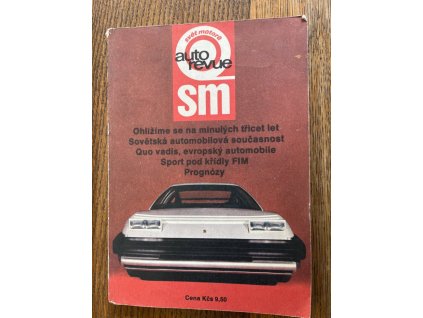 svět motorů
auto
revue
sm
Ohlížíme se na minulých třicet let
Sovětská automobilová současnost
Quo vadis, evropský automobile
Sport pod křídly FIM
Prognózy
Cena Kčs 9,50